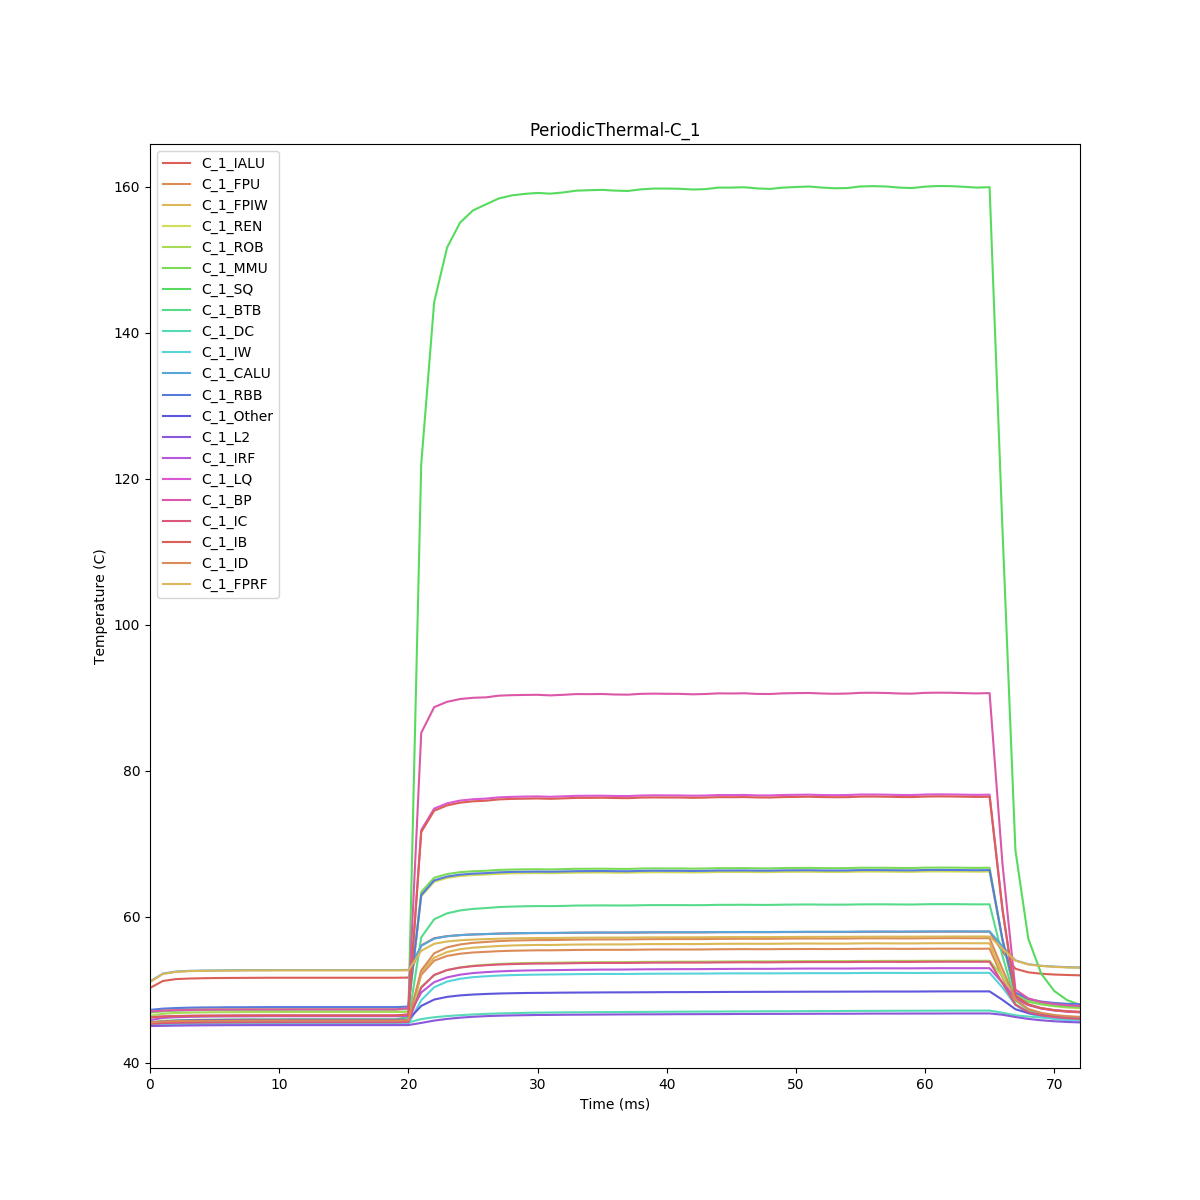 PeriodicThermal-C_1
C_1_IALU
C_1_FPU
C_1_FPIW
C_1_REN
C_1_ROB
C_1_MMU
C_1_SQ
C_1_BTB
C_1_DC
C_1_IW
C_1_CALU
C_1_RBB
C_1_Other
C_1_L2
C_1_IRF
C_1_LQ
C_1_BP
C_1_IC
C_1_IB
C_1_ID
C_1_FPRF
160
140
120
100
80
60
40
Temperature (C)
0 10 20 30 40 50 60 70
Time (ms)